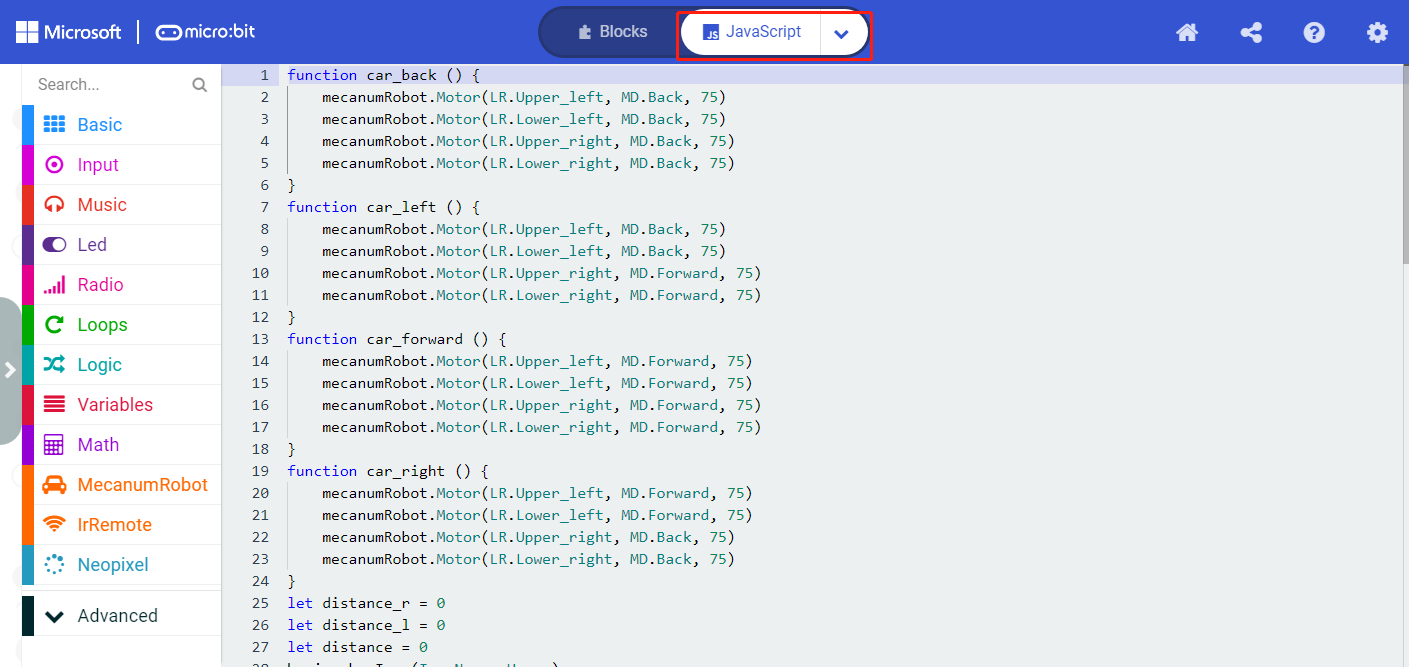 Microsoft micro:bit Blocks JavaScript
Search...
Basic
Input
Music
Led
Radio
Loops
Logic
Variables
Math
MecanumRobot
IrRemote
Neopixel
Advanced
1 function car_back () {
2 mecanumRobot.Motor(LR.Upper_left, MD.Back, 75)
3 mecanumRobot.Motor(LR.Lower_left, MD.Back, 75)
4 mecanumRobot.Motor(LR.Upper_right, MD.Back, 75)
5 mecanumRobot.Motor(LR.Lower_right, MD.Back, 75)
6 }
7 function car_left () {
8 mecanumRobot.Motor(LR.Upper_left, MD.Back, 75)
9 mecanumRobot.Motor(LR.Lower_left, MD.Back, 75)
10 mecanumRobot.Motor(LR.Upper_right, MD.Forward, 75)
11 mecanumRobot.Motor(LR.Lower_right, MD.Forward, 75)
12 }
13 function car_forward () {
14 mecanumRobot.Motor(LR.Upper_left, MD.Forward, 75)
15 mecanumRobot.Motor(LR.Lower_left, MD.Forward, 75)
16 mecanumRobot.Motor(LR.Upper_right, MD.Forward, 75)
17 mecanumRobot.Motor(LR.Lower_right, MD.Forward, 75)
18 }
19 function car_right () {
20 mecanumRobot.Motor(LR.Upper_left, MD.Forward, 75)
21 mecanumRobot.Motor(LR.Lower_left, MD.Forward, 75)
22 mecanumRobot.Motor(LR.Upper_right, MD.Back, 75)
23 mecanumRobot.Motor(LR.Lower_right, MD.Back, 75)
24 }
25 let distance_r = 0
26 let distance_l = 0
27 let distance = 0